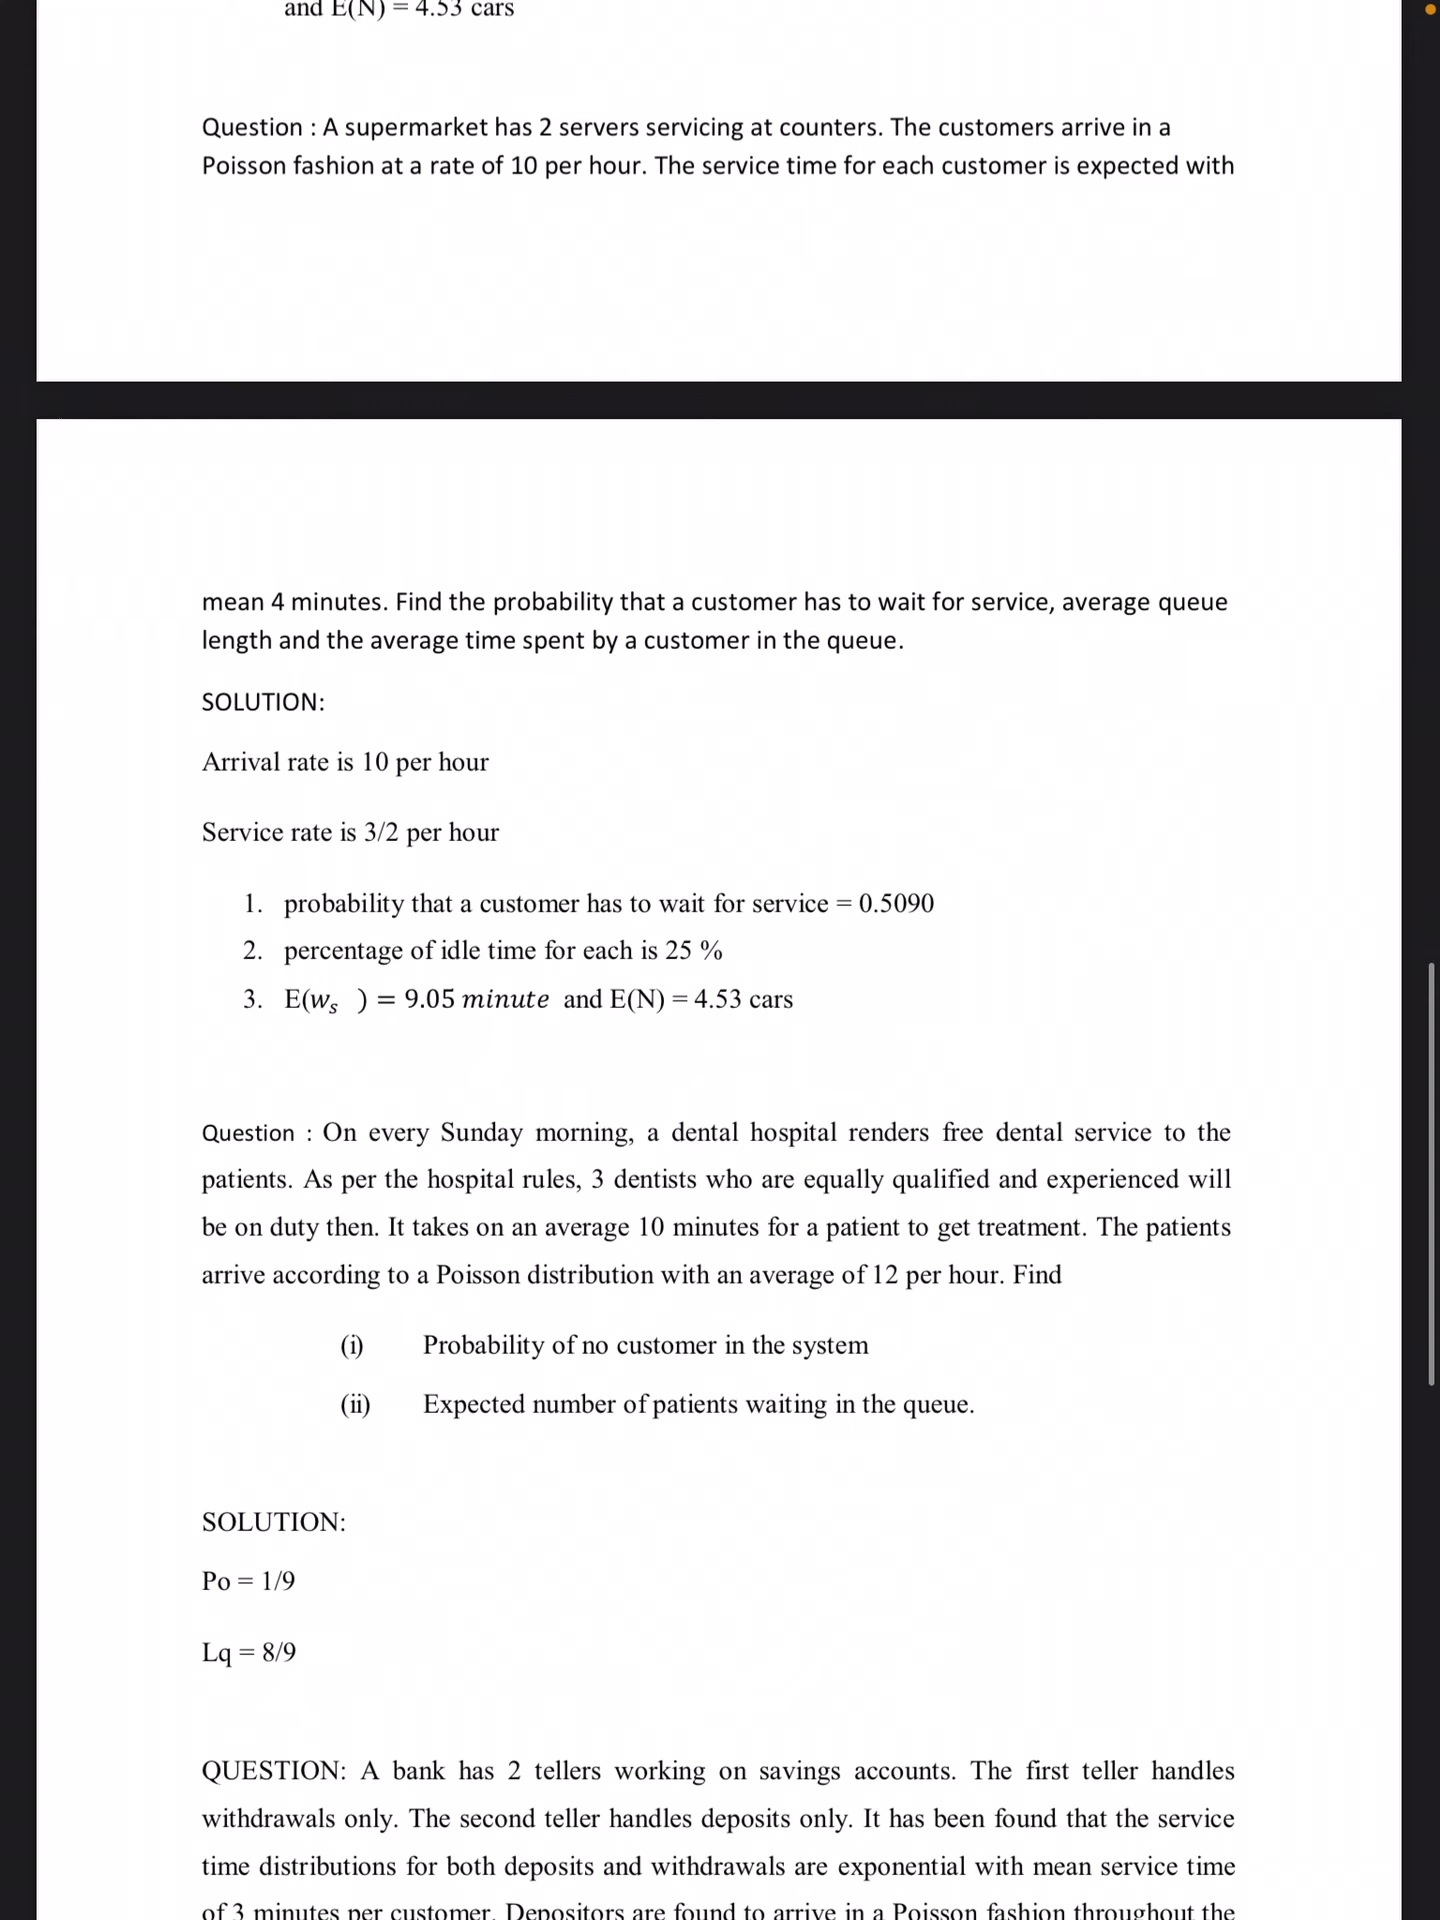 and E(N) = 4.53 cars
Question : A supermarket has 2 servers servicing at counters. The customers arrive in a
Poisson fashion at a rate of 10 per hour. The service time for each customer is expected with
mean 4 minutes. Find the probability that a customer has to wait for service, average queue
length and the average time spent by a customer in the queue.
SOLUTION:
Arrival rate is 10 per hour
Service rate is 3/2 per hour
1. probability that a customer has to wait for service = 0.5090
2. percentage of idle time for each is 25 %
3. E(wₛ ) = 9.05 minute and E(N) = 4.53 cars
Question : On every Sunday morning, a dental hospital renders free dental service to the
patients. As per the hospital rules, 3 dentists who are equally qualified and experienced will
be on duty then. It takes on an average 10 minutes for a patient to get treatment. The patients
arrive according to a Poisson distribution with an average of 12 per hour. Find
(i) Probability of no customer in the system
(ii) Expected number of patients waiting in the queue.
SOLUTION:
Po = 1/9
Lq = 8/9
QUESTION: A bank has 2 tellers working on savings accounts. The first teller handles
withdrawals only. The second teller handles deposits only. It has been found that the service
time distributions for both deposits and withdrawals are exponential with mean service time
of 3 minutes per customer. Depositors are found to arrive in a Poisson fashion throughout the